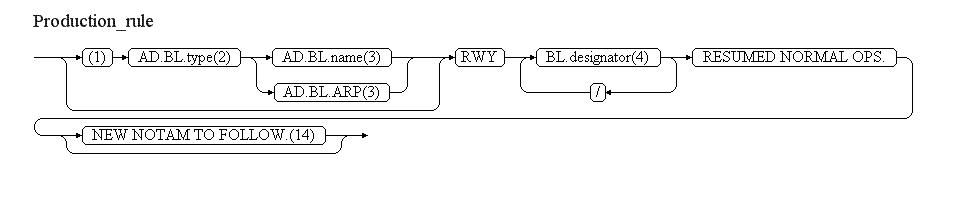 Production_rule
(1) AD.BL.type(2) AD.BL.name(3) RWY BL.designator(4) RESUMED NORMAL OPS.
AD.BL.ARP(3) /
NEW NOTAM TO FOLLOW.(14)